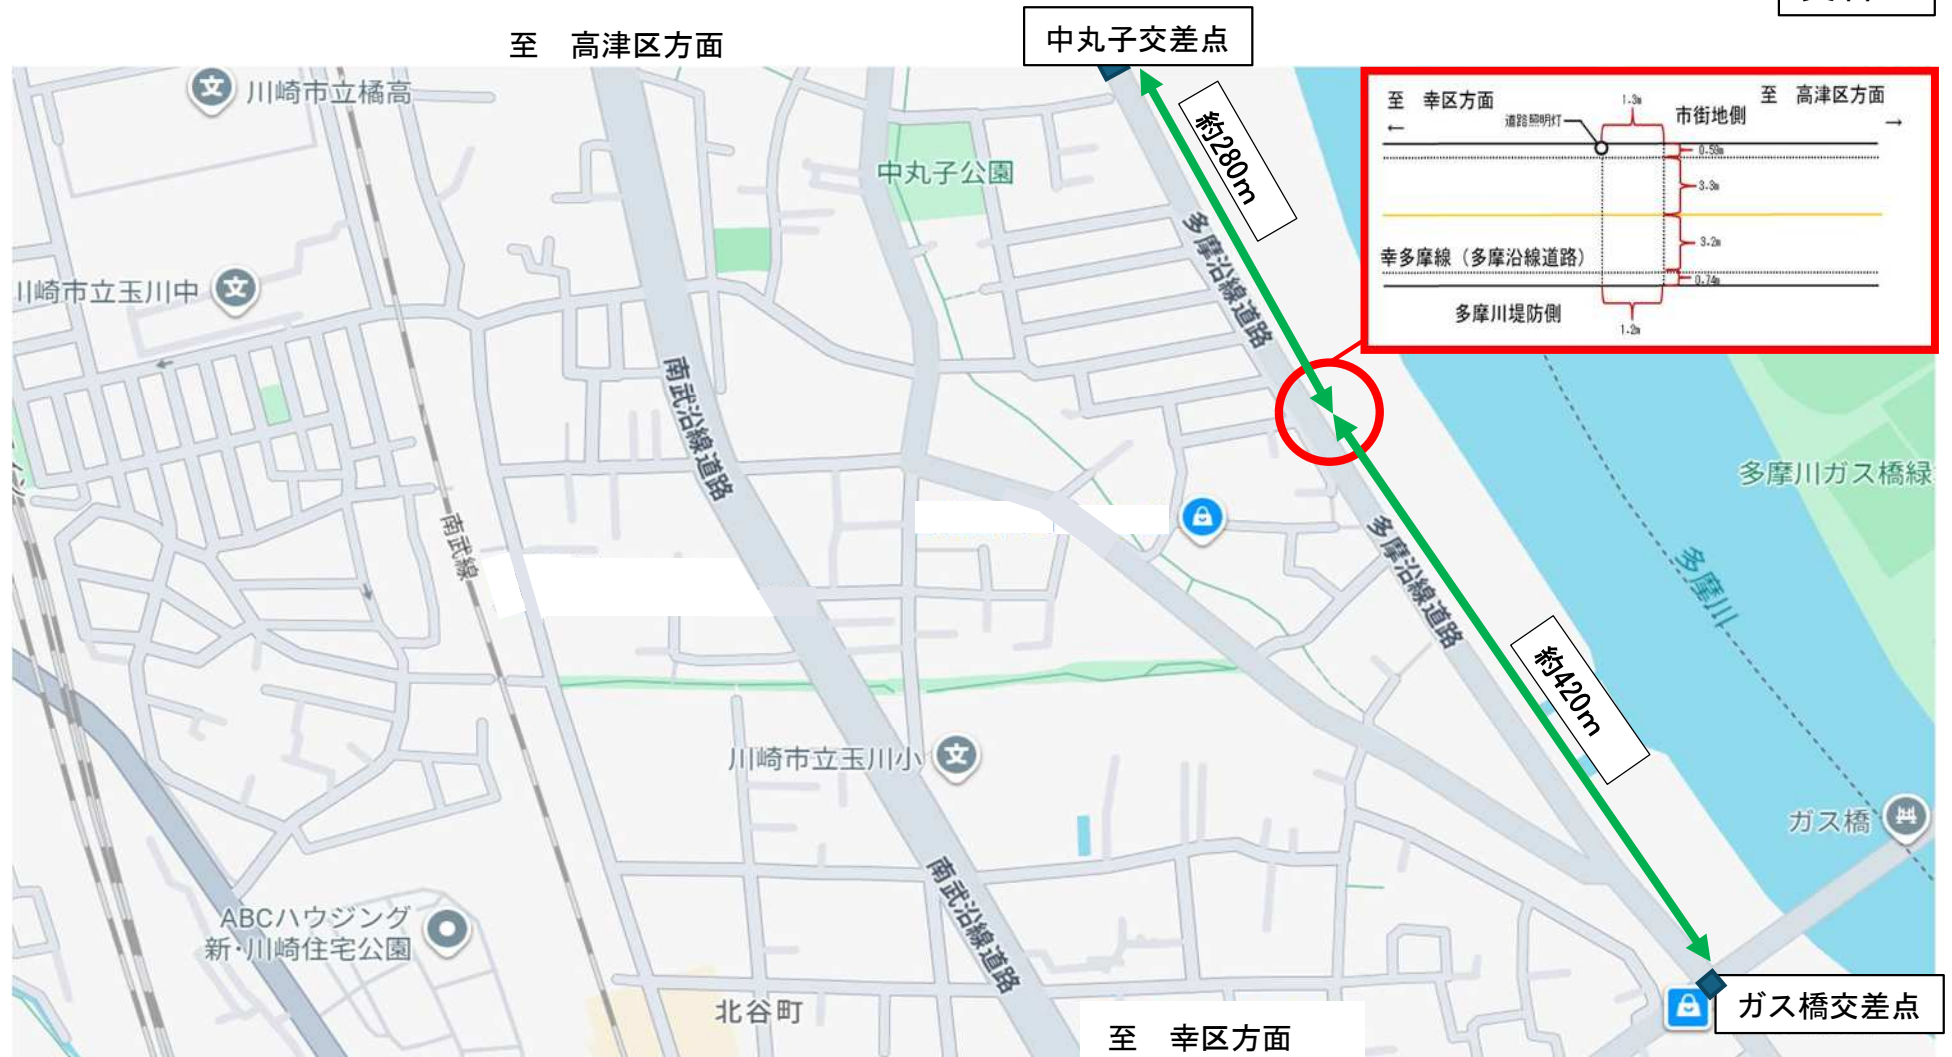 中丸子交差点
至　高津区方面
川崎市立橘高
中丸子公園
約280m
至　幸区方面
←
1.3m
至　高津区方面
→
道路照明灯
市街地側
0.59m
3.3m
3.2m
幸多摩線（多摩沿線道路）
0.74m
多摩川堤防側
1.2m
川崎市立玉川中
多摩沿線道路
南武沿線道路
多摩川ガス橋緑
南武線
多摩沿線道路
多摩川
約420m
川崎市立玉川小
ガス橋
南武沿線道路
ABCハウジング
新・川崎住宅公園
北谷町
ガス橋交差点
至　幸区方面